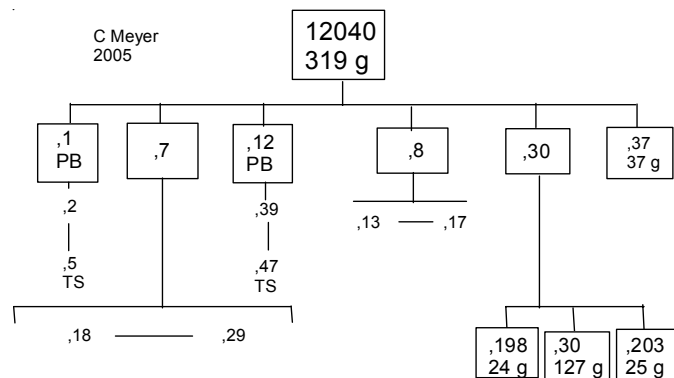 C Meyer
2005
12040
319 g
,1
PB
,7
,12
PB
,8
,30
,37
37 g
,2
,39
,13
,17
,5
TS
,47
TS
,18
,29
,198
24 g
,30
127 g
,203
25 g